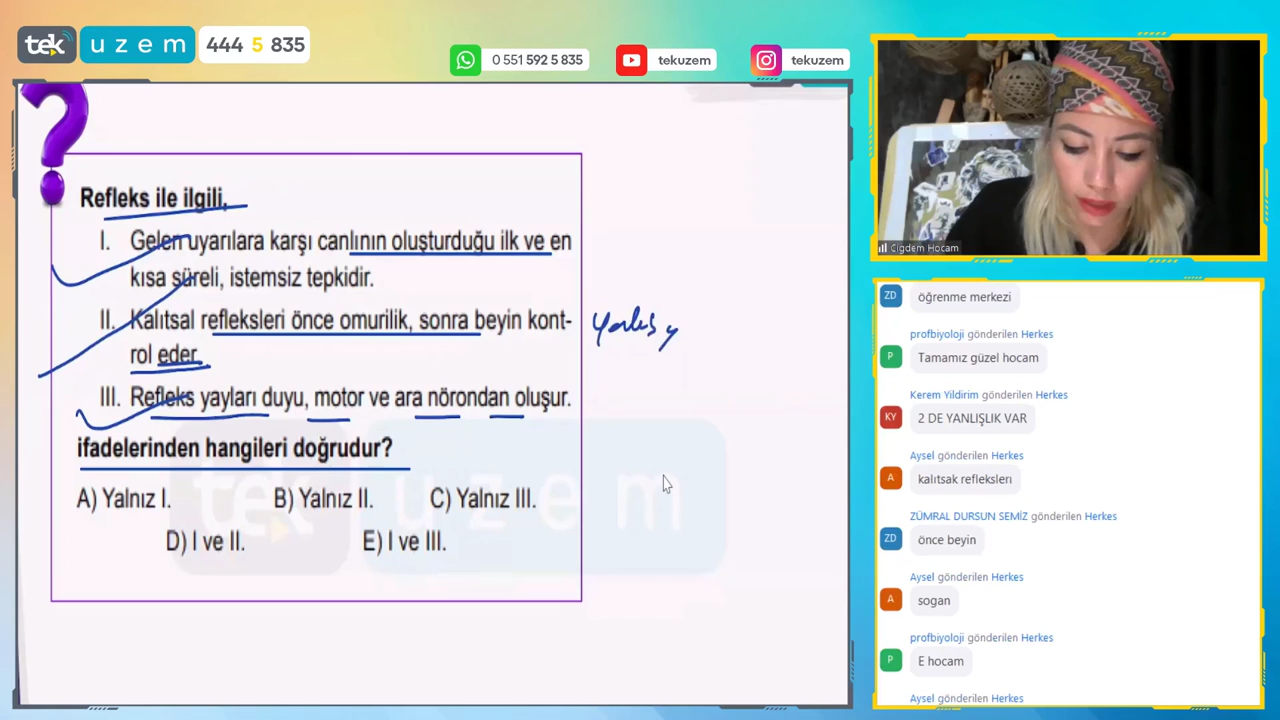 tek uzem 444 5 835
0 551 592 5 835 tekuzem tekuzem
Refleks ile ilgili,
I. Gelen uyarılara karşı canlının oluşturduğu ilk ve en
kısa süreli, istemsiz tepkidir.
II. Kalıtsal refleksleri önce omurilik, sonra beyin kont-
rol eder.
III. Refleks yayları duyu, motor ve ara nörondan oluşur.
ifadelerinden hangileri doğrudur?
A) Yalnız I. B) Yalnız II. C) Yalnız III.
D) I ve II. E) I ve III.
tek uzem
Çigdem Hocam
ZD öğrenme merkezi
profbiyoloji gönderilen Herkes
P Tamamız güzel hocam
Kerem Yildirim gönderilen Herkes
KY 2 DE YANLIŞLIK VAR
Aysel gönderilen Herkes
A kalıtsak refleksleri
ZÜMRAL DURSUN SEMİZ gönderilen Herkes
ZD önce beyin
Aysel gönderilen Herkes
A sogan
profbiyoloji gönderilen Herkes
P E hocam
Aysel gönderilen Herkes